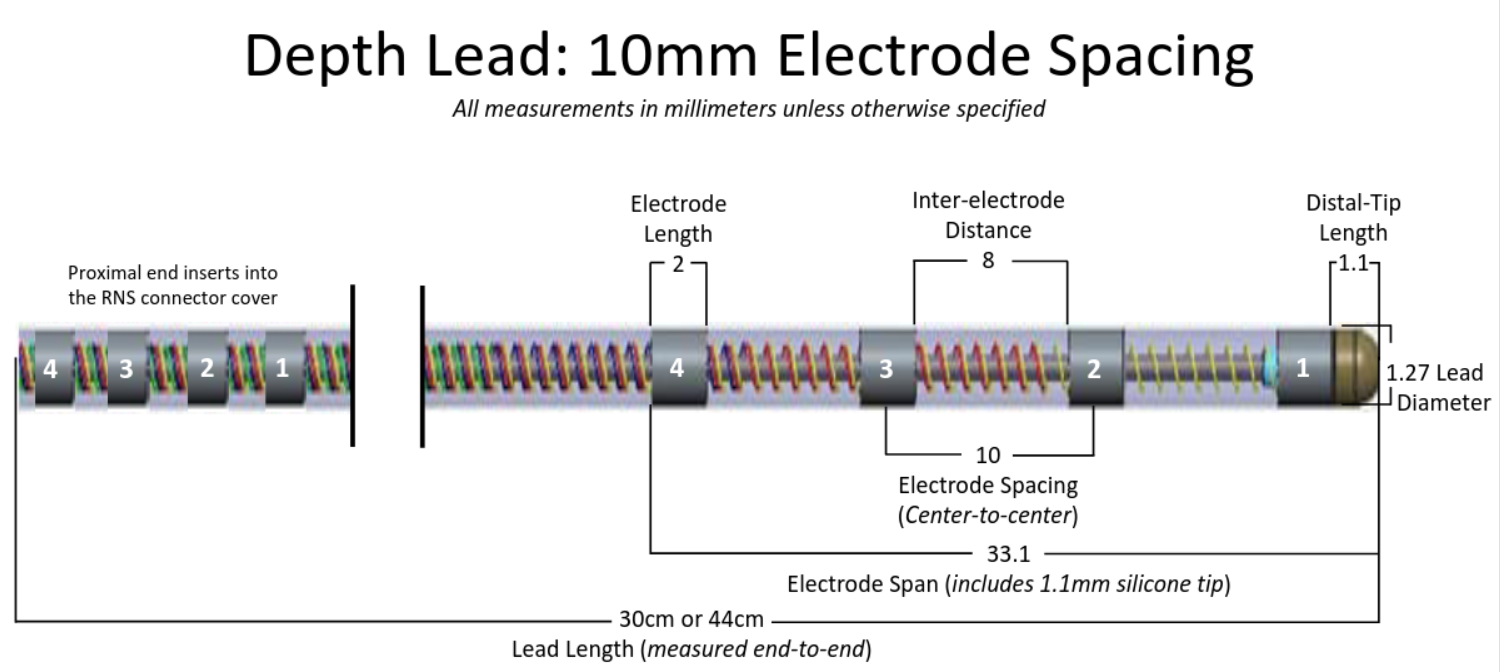 Depth Lead: 10mm Electrode Spacing
All measurements in millimeters unless otherwise specified
Electrode
Length
2
Inter-electrode
Distance
8
Distal-Tip
Length
1.1
Proximal end inserts into
the RNS connector cover
4 3 2 1 4 3 2 1
1.27 Lead
Diameter
10
Electrode Spacing
(Center-to-center)
33.1
Electrode Span (includes 1.1mm silicone tip)
30cm or 44cm
Lead Length (measured end-to-end)